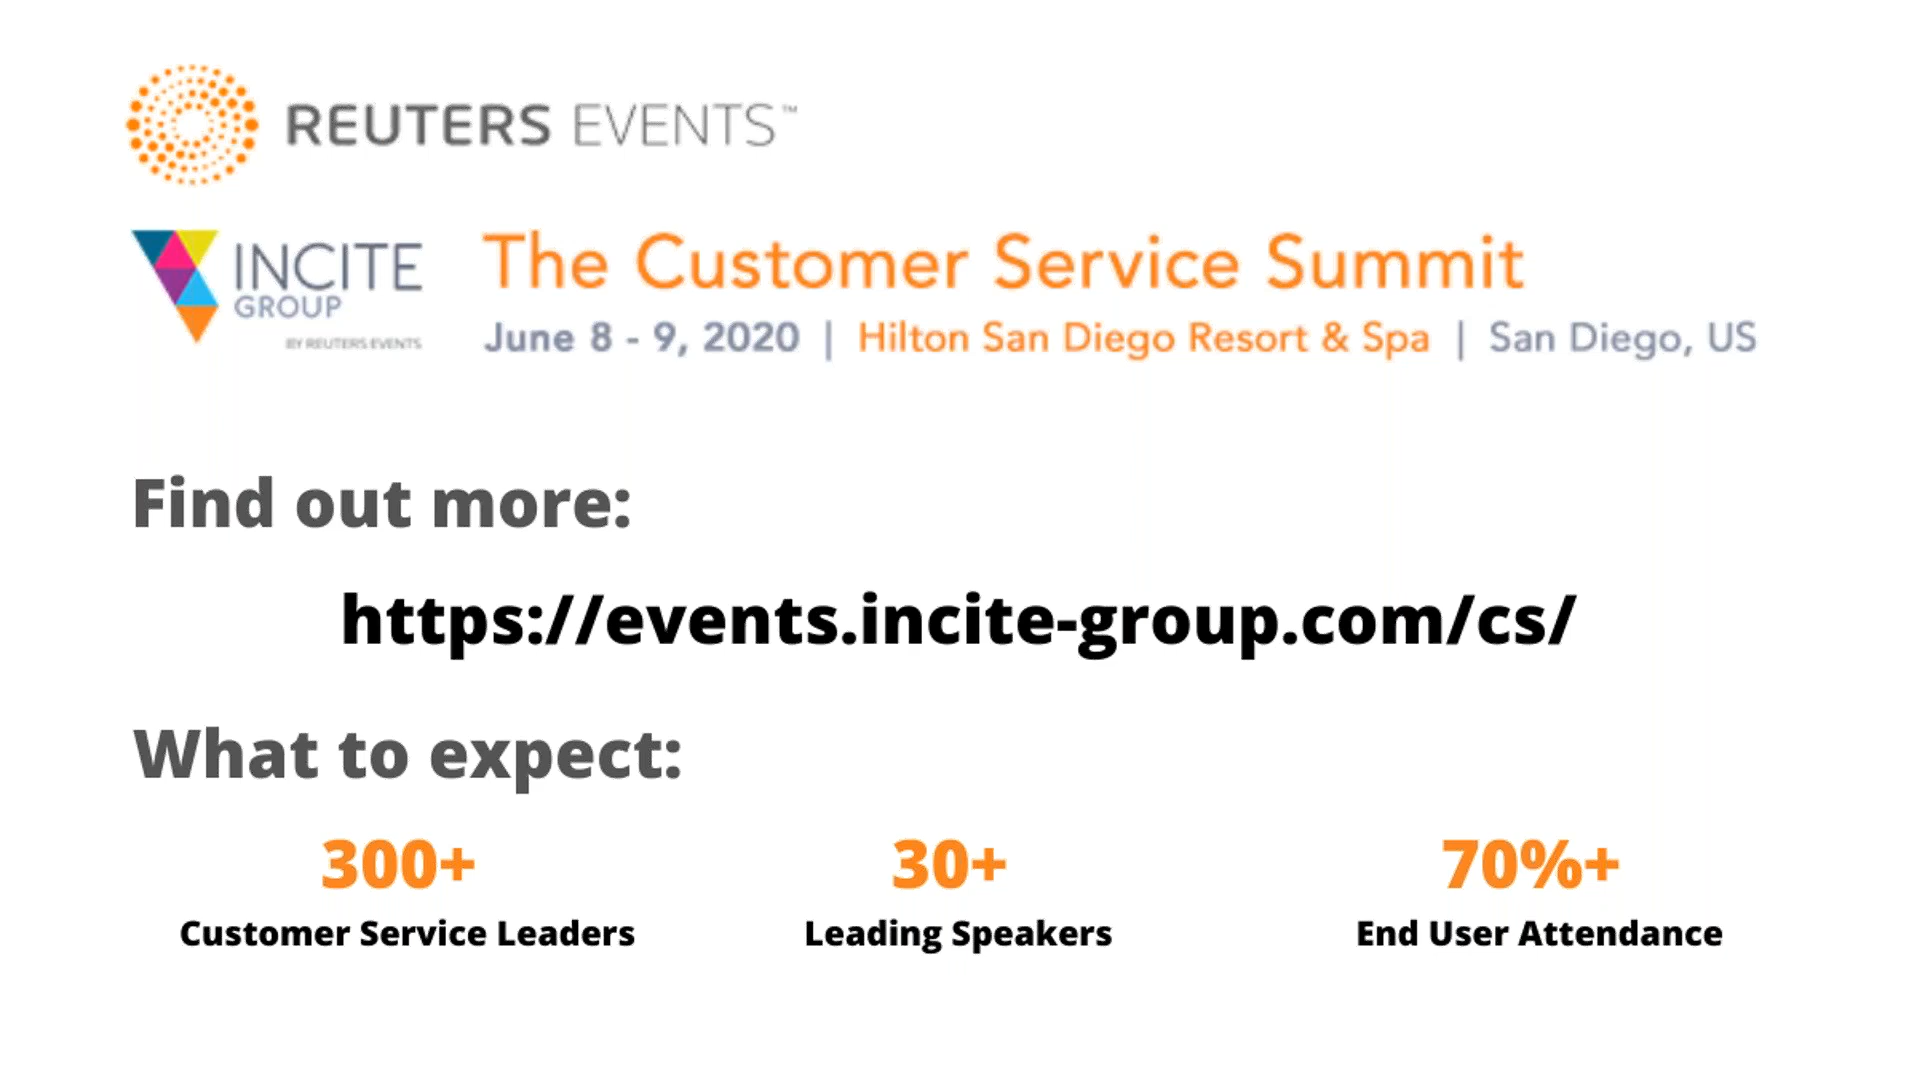 REUTERS EVENTS™
INCITE
GROUP
BY REUTERS EVENTS
The Customer Service Summit
June 8 - 9, 2020 | Hilton San Diego Resort & Spa | San Diego, US
Find out more:
https://events.incite-group.com/cs/
What to expect:
300+ 30+ 70%+
Customer Service Leaders Leading Speakers End User Attendance